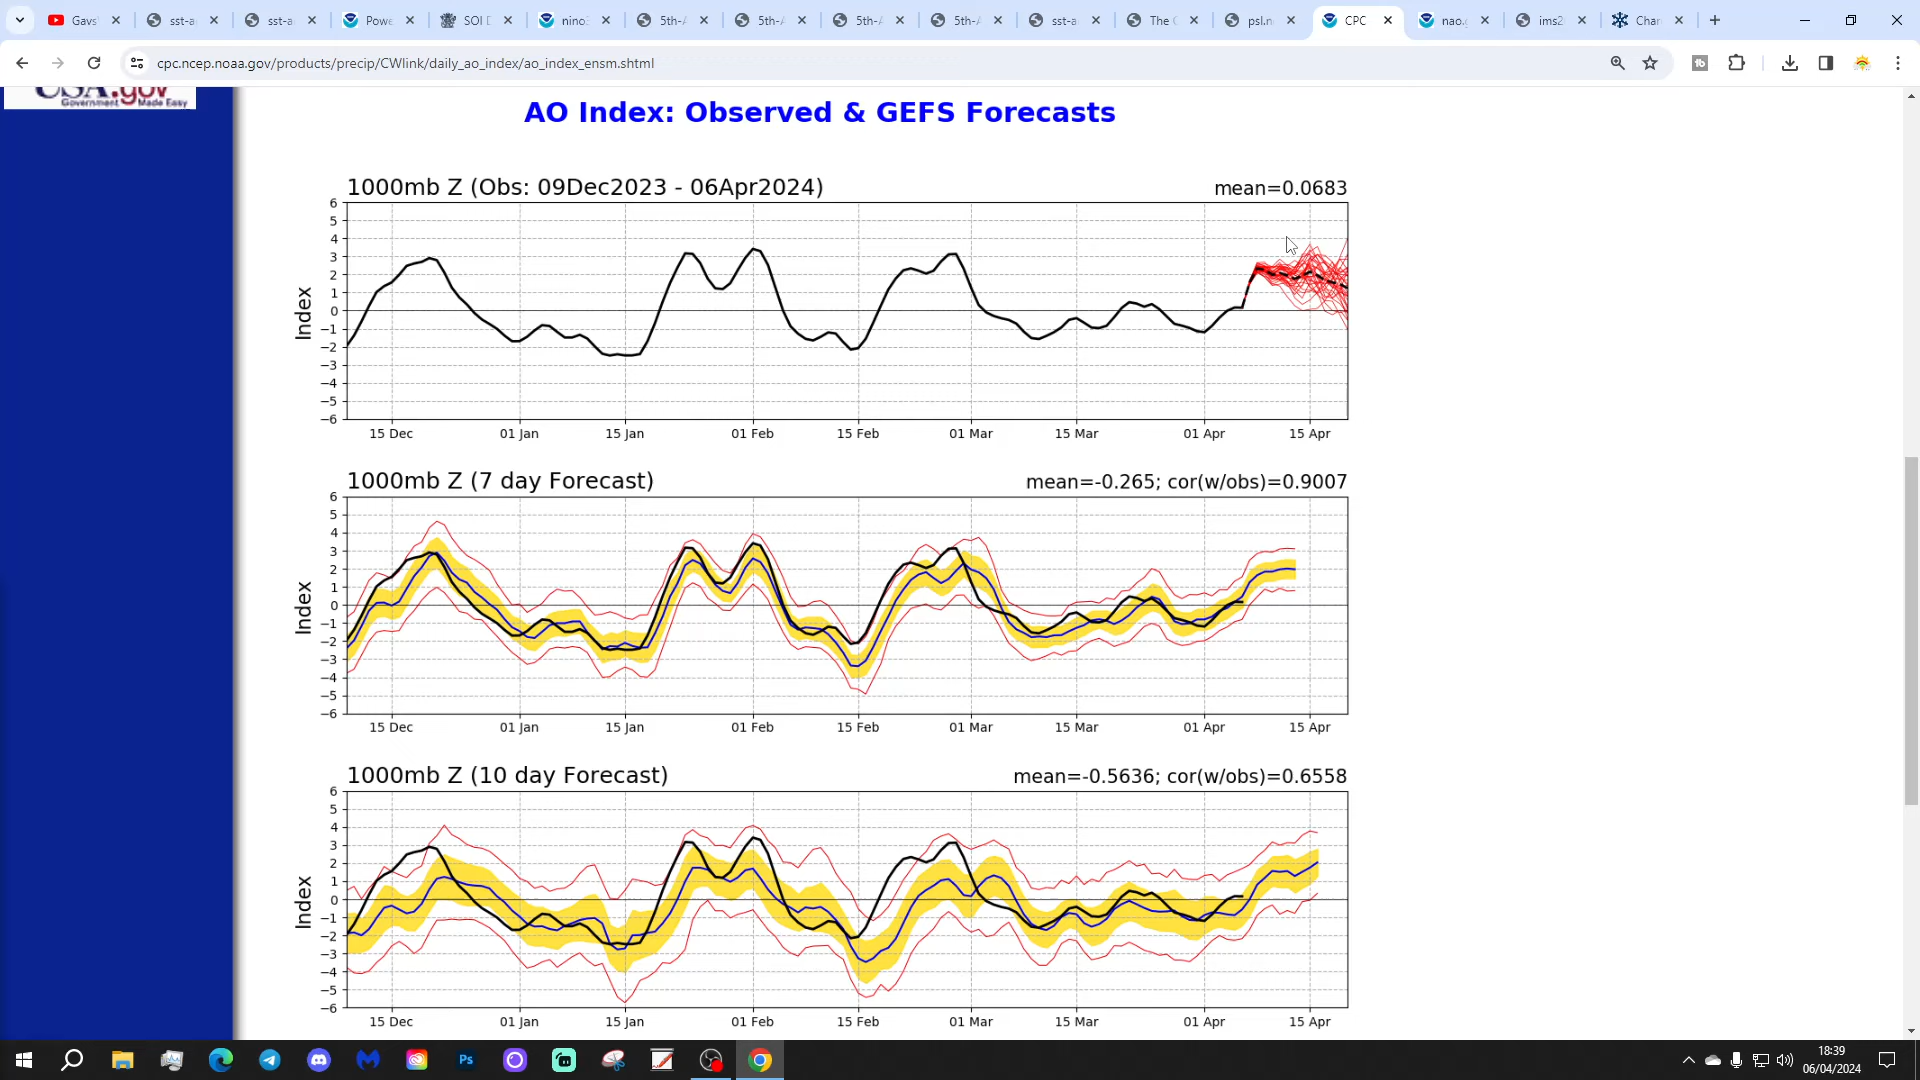 Gavs
sst-a
sst-a
Powe
SOI
nino
5th-
5th-
5th-
5th-
sst-a
The
psl.n
CPC
nao.
ims2
Char
cpc.ncep.noaa.gov/products/precip/CWlink/daily_ao_index/ao_index_ensm.shtml
USA.gov
Government Made Easy
AO Index: Observed & GEFS Forecasts
1000mb Z (Obs: 09Dec2023 - 06Apr2024) mean=0.0683
6
5
4
3
2
1
0
−1
−2
−3
−4
−5
−6
Index
15 Dec 01 Jan 15 Jan 01 Feb 15 Feb 01 Mar 15 Mar 01 Apr 15 Apr
1000mb Z (7 day Forecast) mean=-0.265; cor(w/obs)=0.9007
6
5
4
3
2
1
0
−1
−2
−3
−4
−5
−6
Index
15 Dec 01 Jan 15 Jan 01 Feb 15 Feb 01 Mar 15 Mar 01 Apr 15 Apr
1000mb Z (10 day Forecast) mean=-0.5636; cor(w/obs)=0.6558
6
5
4
3
2
1
0
−1
−2
−3
−4
−5
−6
Index
15 Dec 01 Jan 15 Jan 01 Feb 15 Feb 01 Mar 15 Mar 01 Apr 15 Apr
Ps
18:39
06/04/2024